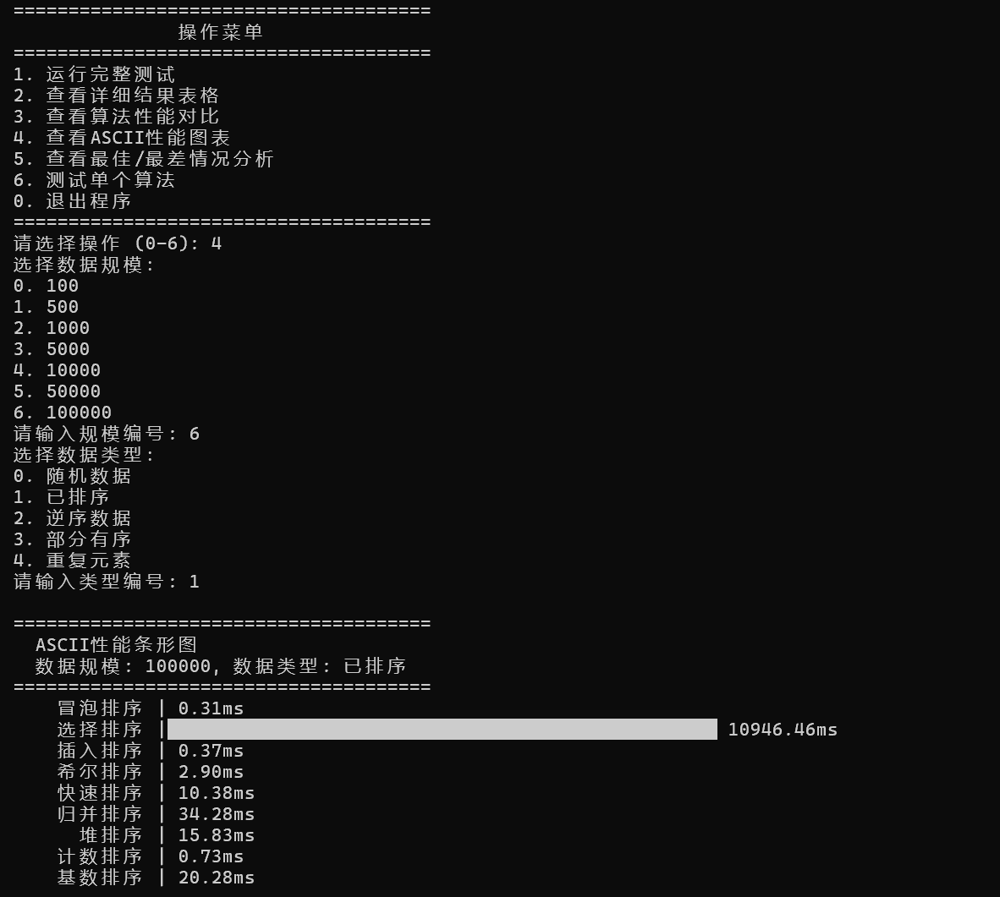 ======================================
操作菜单
======================================
1. 运行完整测试
2. 查看详细结果表格
3. 查看算法性能对比
4. 查看ASCII性能图表
5. 查看最佳/最差情况分析
6. 测试单个算法
0. 退出程序
======================================
请选择操作 (0-6): 4
选择数据规模:
0. 100
1. 500
2. 1000
3. 5000
4. 10000
5. 50000
6. 100000
请输入规模编号: 6
选择数据类型:
0. 随机数据
1. 已排序
2. 逆序数据
3. 部分有序
4. 重复元素
请输入类型编号: 1
======================================
ASCII性能条形图
数据规模: 100000, 数据类型: 已排序
======================================
冒泡排序 | 0.31ms
选择排序 | 10946.46ms
插入排序 | 0.37ms
希尔排序 | 2.90ms
快速排序 | 10.38ms
归并排序 | 34.28ms
堆排序 | 15.83ms
计数排序 | 0.73ms
基数排序 | 20.28ms